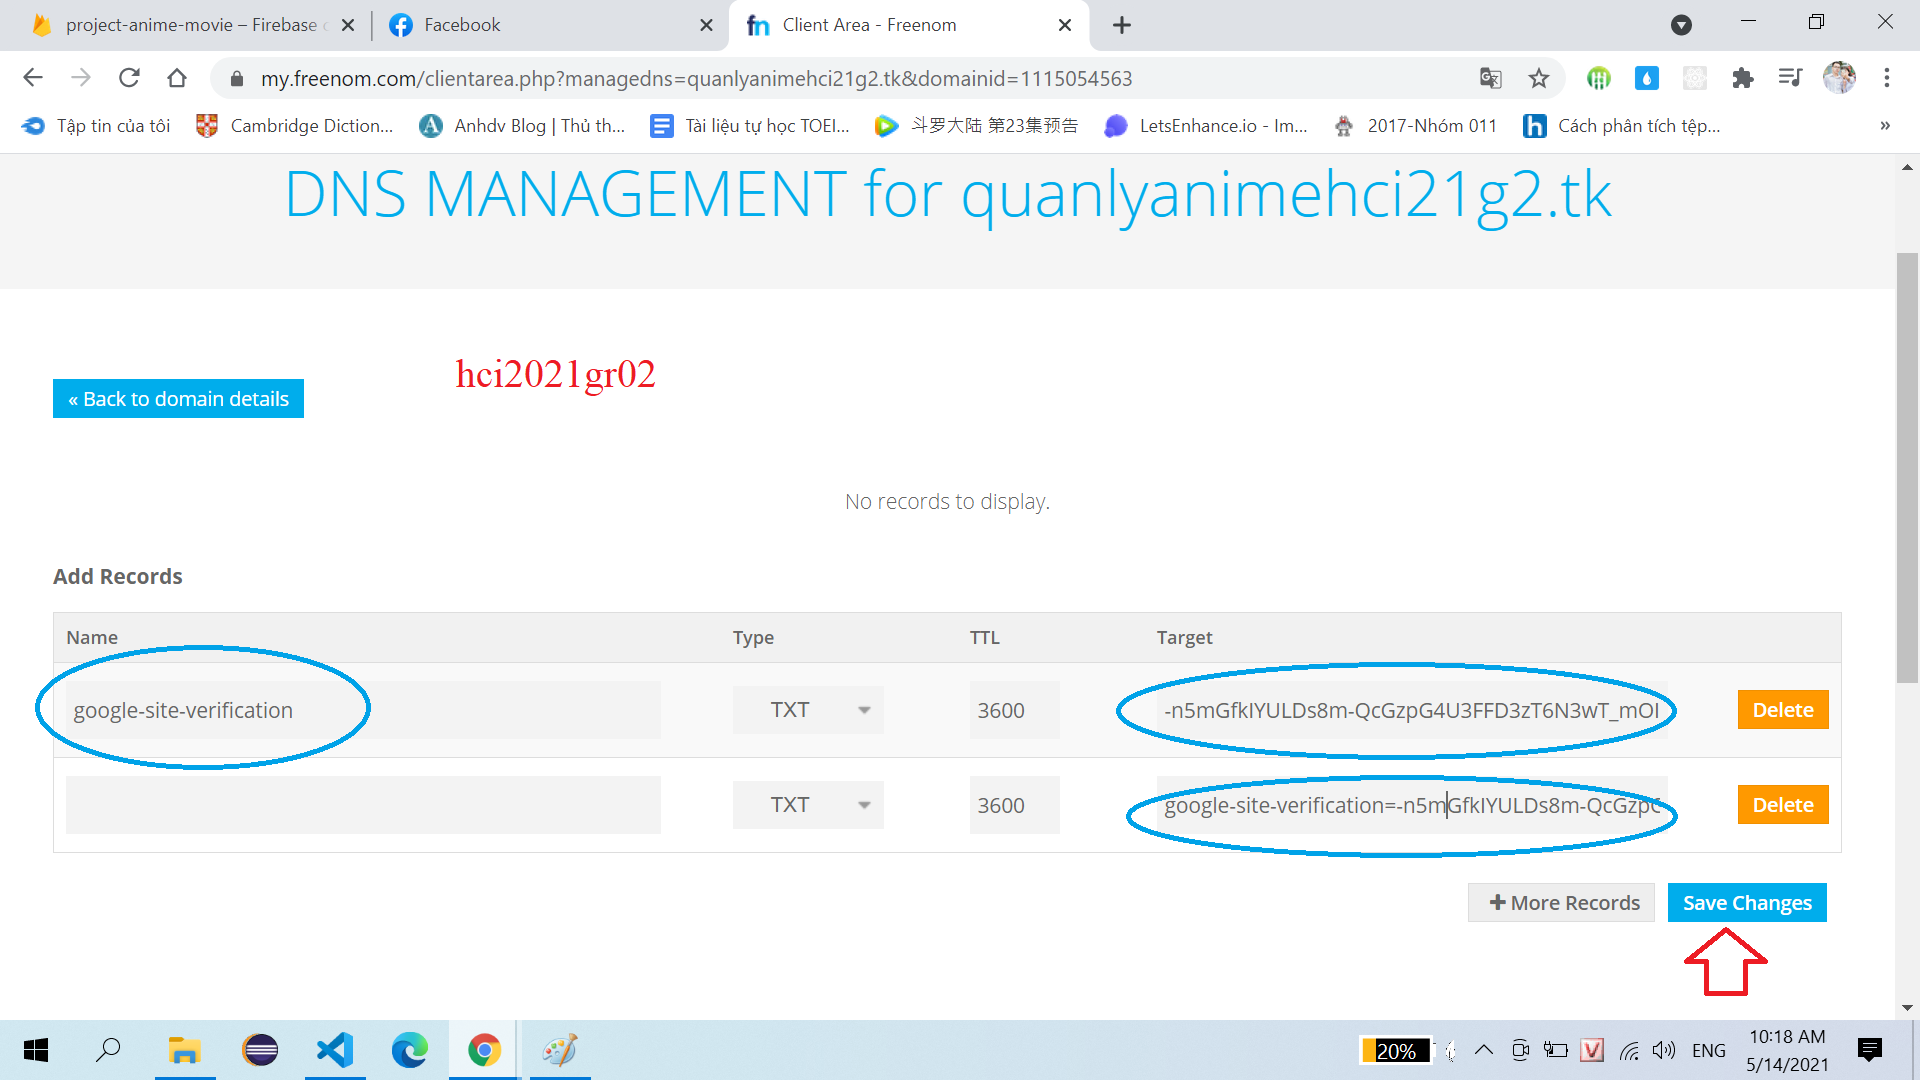 project-anime-movie – Firebase
Facebook
Client Area - Freenom
my.freenom.com/clientarea.php?managedns=quanlyanimehci21g2.tk&domainid=1115054563
Tập tin của tôi
Cambridge Diction...
Anhdv Blog | Thủ th...
Tài liệu tự học TOEI...
斗罗大陆 第23集预告
LetsEnhance.io - Im...
2017-Nhóm 011
Cách phân tích tệp...
»
DNS MANAGEMENT for quanlyanimehci21g2.tk
hci2021gr02
« Back to domain details
No records to display.
Add Records
Name Type TTL Target
google-site-verification TXT 3600 -n5mGfkIYULDs8m-QcGzpG4U3FFD3zT6N3wT_mOI Delete
TXT 3600 google-site-verification=-n5mGfkIYULDs8m-QcGzp Delete
+ More Records Save Changes
20%
ENG
10:18 AM
5/14/2021